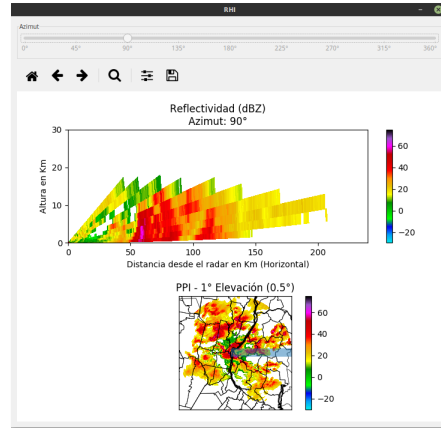 RHI
Azimut
0° 45° 90° 135° 180° 225° 270° 315° 360°
Reflectividad (dBZ)
Azimut: 90°
30
20
10
0
Altura en Km
0 50 100 150 200
Distancia desde el radar en Km (Horizontal)
60
40
20
0
−20
PPI - 1° Elevación (0.5°)
60
40
20
0
−20